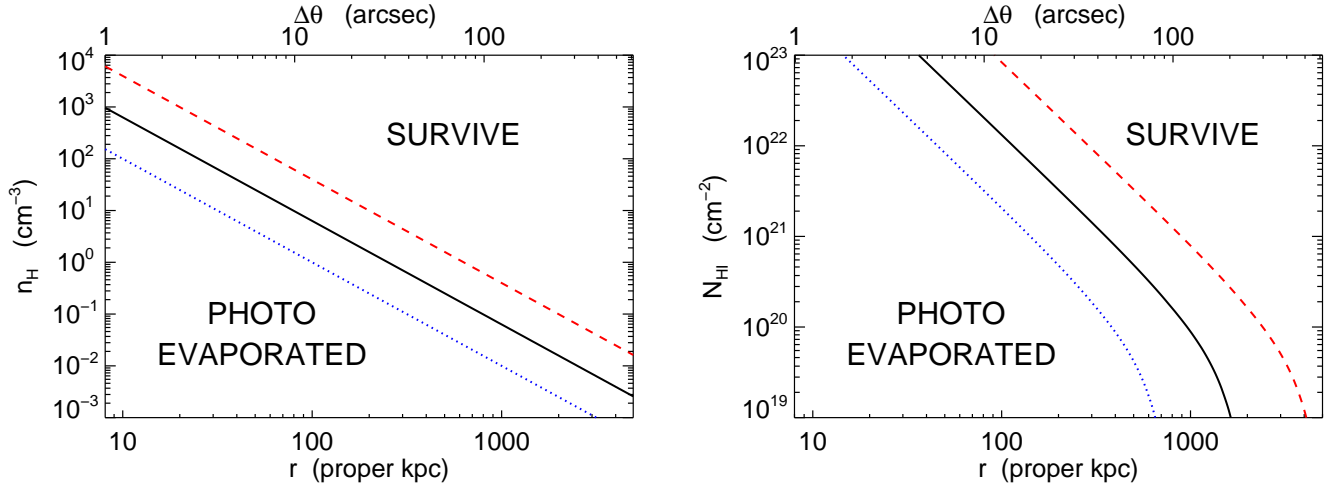 Δθ (arcsec)
1 10 100
10⁴
10³
10²
10¹
10⁰
10⁻¹
10⁻²
10⁻³
n_H (cm⁻³)
SURVIVE
PHOTO
EVAPORATED
10 100 1000
r (proper kpc)
Δθ (arcsec)
1 10 100
10²³
10²²
10²¹
10²⁰
10¹⁹
N_HI (cm⁻²)
SURVIVE
PHOTO
EVAPORATED
10 100 1000
r (proper kpc)